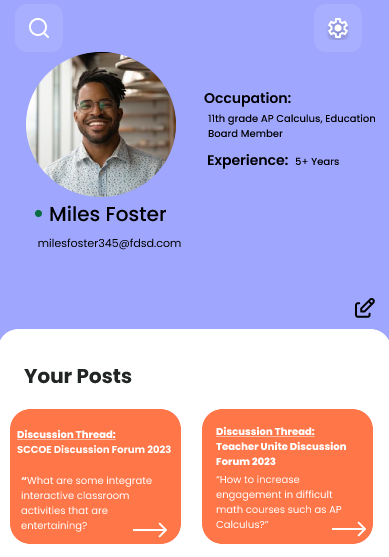 Occupation:
11th grade AP Calculus, Education
Board Member
Experience: 5+ Years
Miles Foster
milesfoster345@fdsd.com
Your Posts
Discussion Thread:
SCCOE Discussion Forum 2023
"What are some integrate
interactive classroom
activities that are
entertaining?
Discussion Thread:
Teacher Unite Discussion
Forum 2023
"How to increase
engagement in difficult
math courses such as AP
Calculus?"